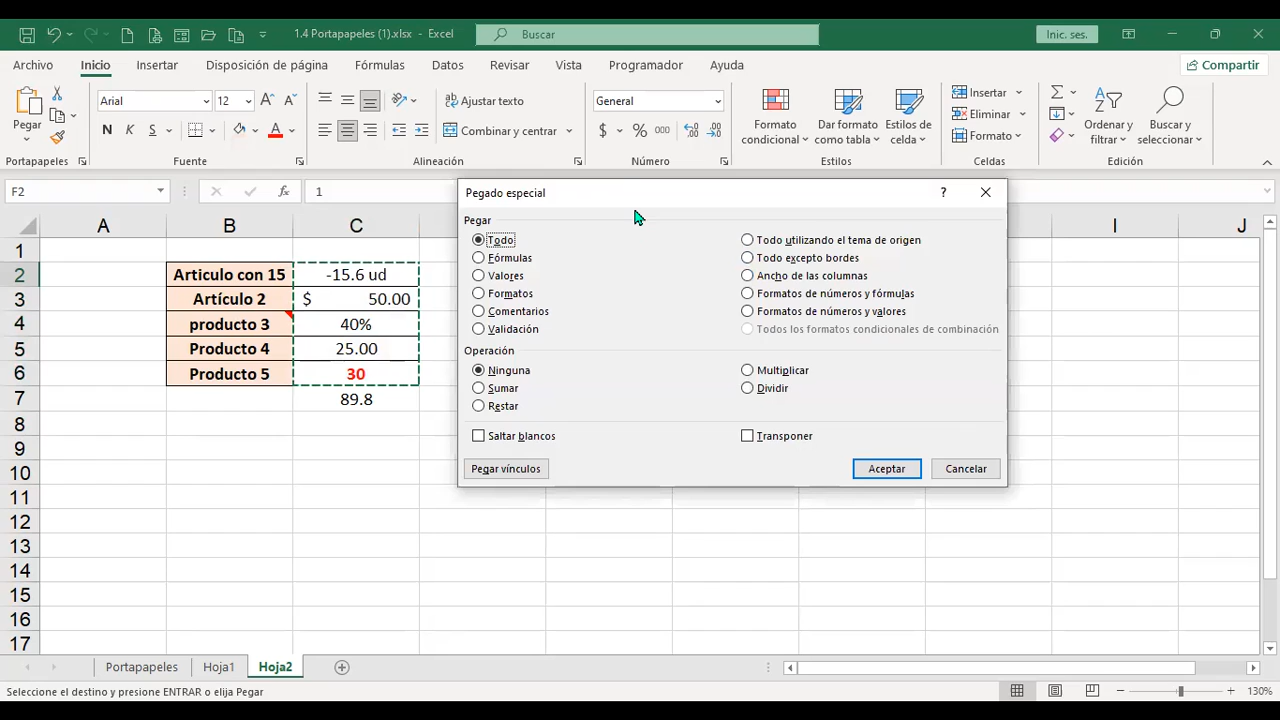 1.4 Portapapeles (1).xlsx - Excel
Buscar
Inic. ses.
Archivo Inicio Insertar Disposición de página Fórmulas Datos Revisar Vista Programador Ayuda Compartir
Pegar
Arial 12
N K S A
Ajustar texto
Combinar y centrar
General
$ % 000
Formato condicional
Dar formato como tabla
Estilos de celda
Insertar
Eliminar
Formato
Ordenar y filtrar
Buscar y seleccionar
Portapapeles Fuente Alineación Número Estilos Celdas Edición
F2 fx 1
A B C I J
1
2 Articulo con 15 -15.6 ud
3 Artículo 2 $ 50.00
4 producto 3 40%
5 Producto 4 25.00
6 Producto 5 30
7 89.8
8
9
10
11
12
13
14
15
16
17
Pegado especial ?
Pegar
Todo Todo utilizando el tema de origen
Fórmulas Todo excepto bordes
Valores Ancho de las columnas
Formatos Formatos de números y fórmulas
Comentarios Formatos de números y valores
Validación Todos los formatos condicionales de combinación
Operación
Ninguna Multiplicar
Sumar Dividir
Restar
Saltar blancos Transponer
Pegar vínculos Aceptar Cancelar
Portapapeles Hoja1 Hoja2
Seleccione el destino y presione ENTRAR o elija Pegar 130%